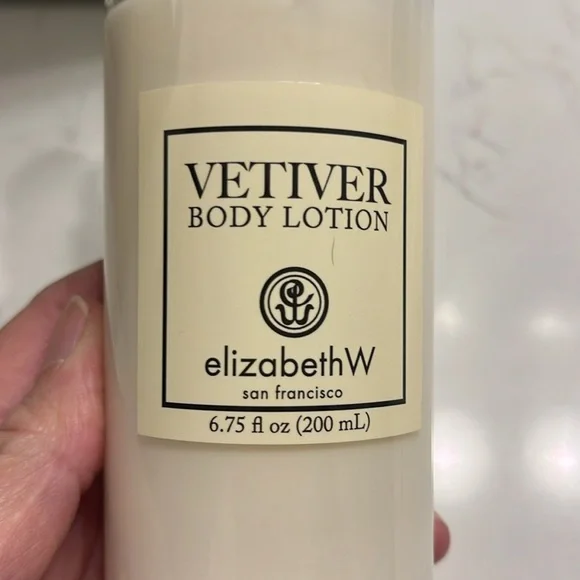 VETIVER
BODY LOTION
elizabethW
san francisco
6.75 fl oz (200 mL)